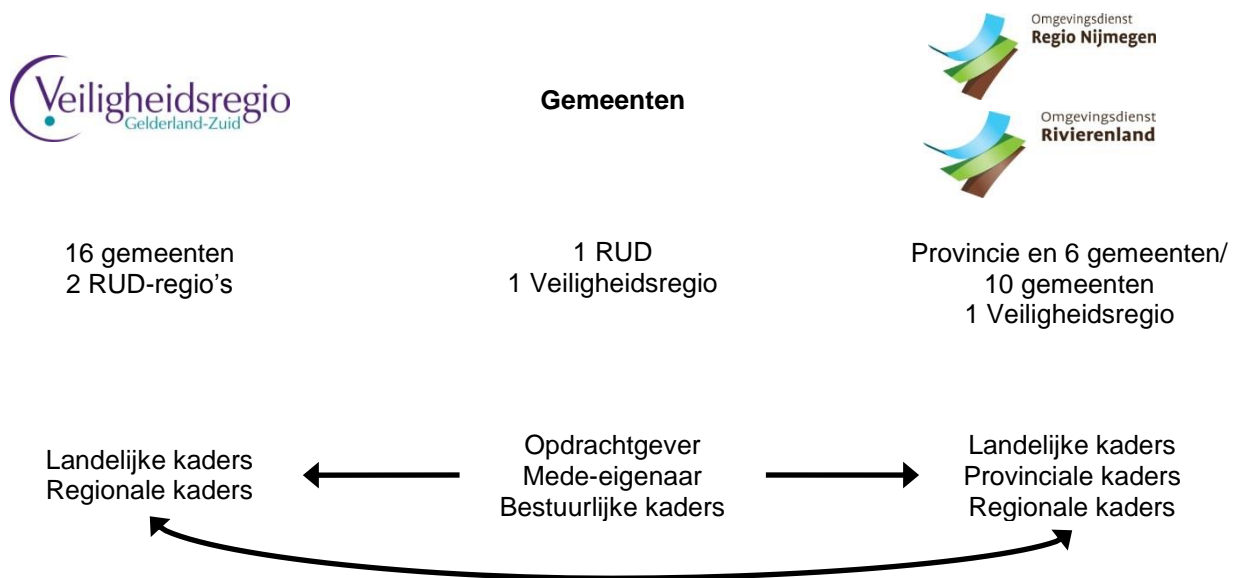 Veiligheidsregio
Gelderland-Zuid
Gemeenten
Omgevingsdienst
Regio Nijmegen
Omgevingsdienst
Rivierenland
16 gemeenten
2 RUD-regio’s
1 RUD
1 Veiligheidsregio
Provincie en 6 gemeenten/
10 gemeenten
1 Veiligheidsregio
Landelijke kaders
Regionale kaders
Opdrachtgever
Mede-eigenaar
Bestuurlijke kaders
Landelijke kaders
Provinciale kaders
Regionale kaders